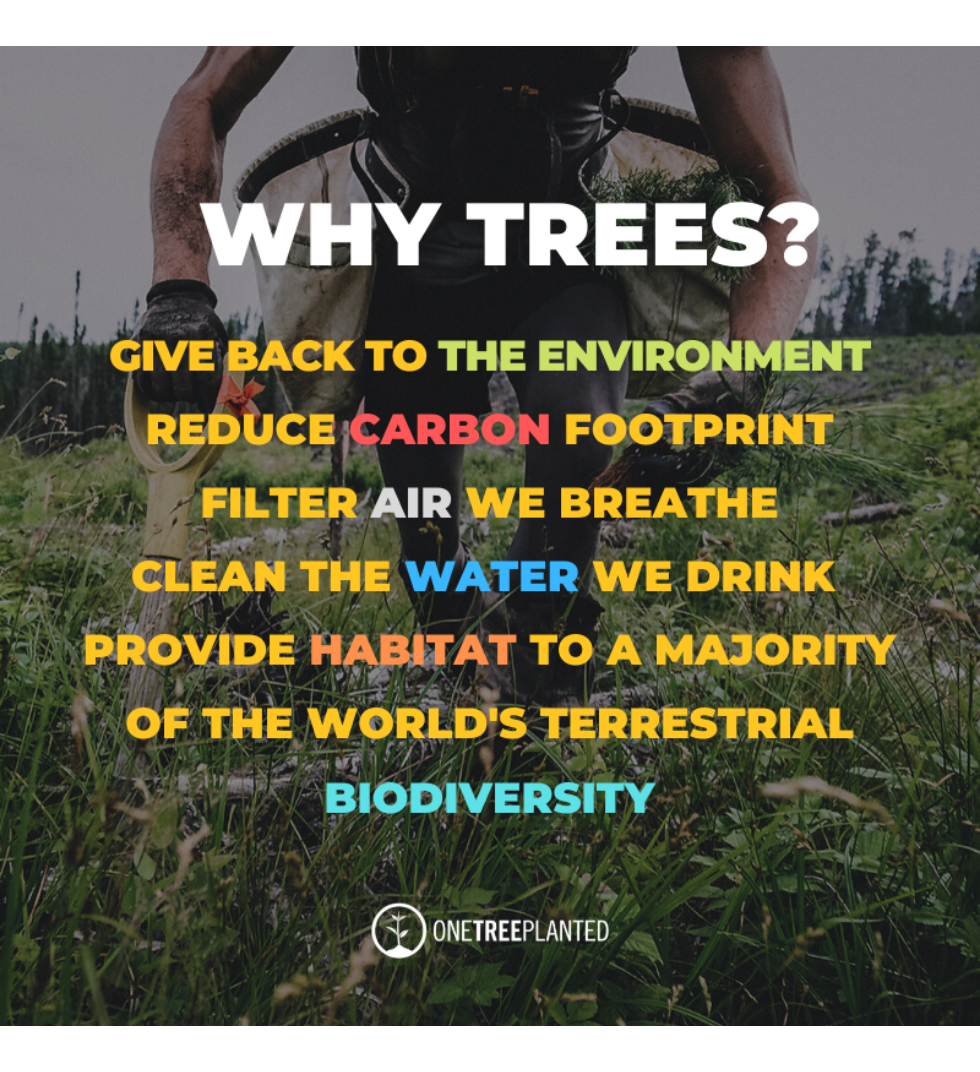 WHY TREES?
GIVE BACK TO THE ENVIRONMENT
REDUCE CARBON FOOTPRINT
FILTER AIR WE BREATHE
CLEAN THE WATER WE DRINK
PROVIDE HABITAT TO A MAJORITY
OF THE WORLD'S TERRESTRIAL
BIODIVERSITY
ONETREEPLANTED